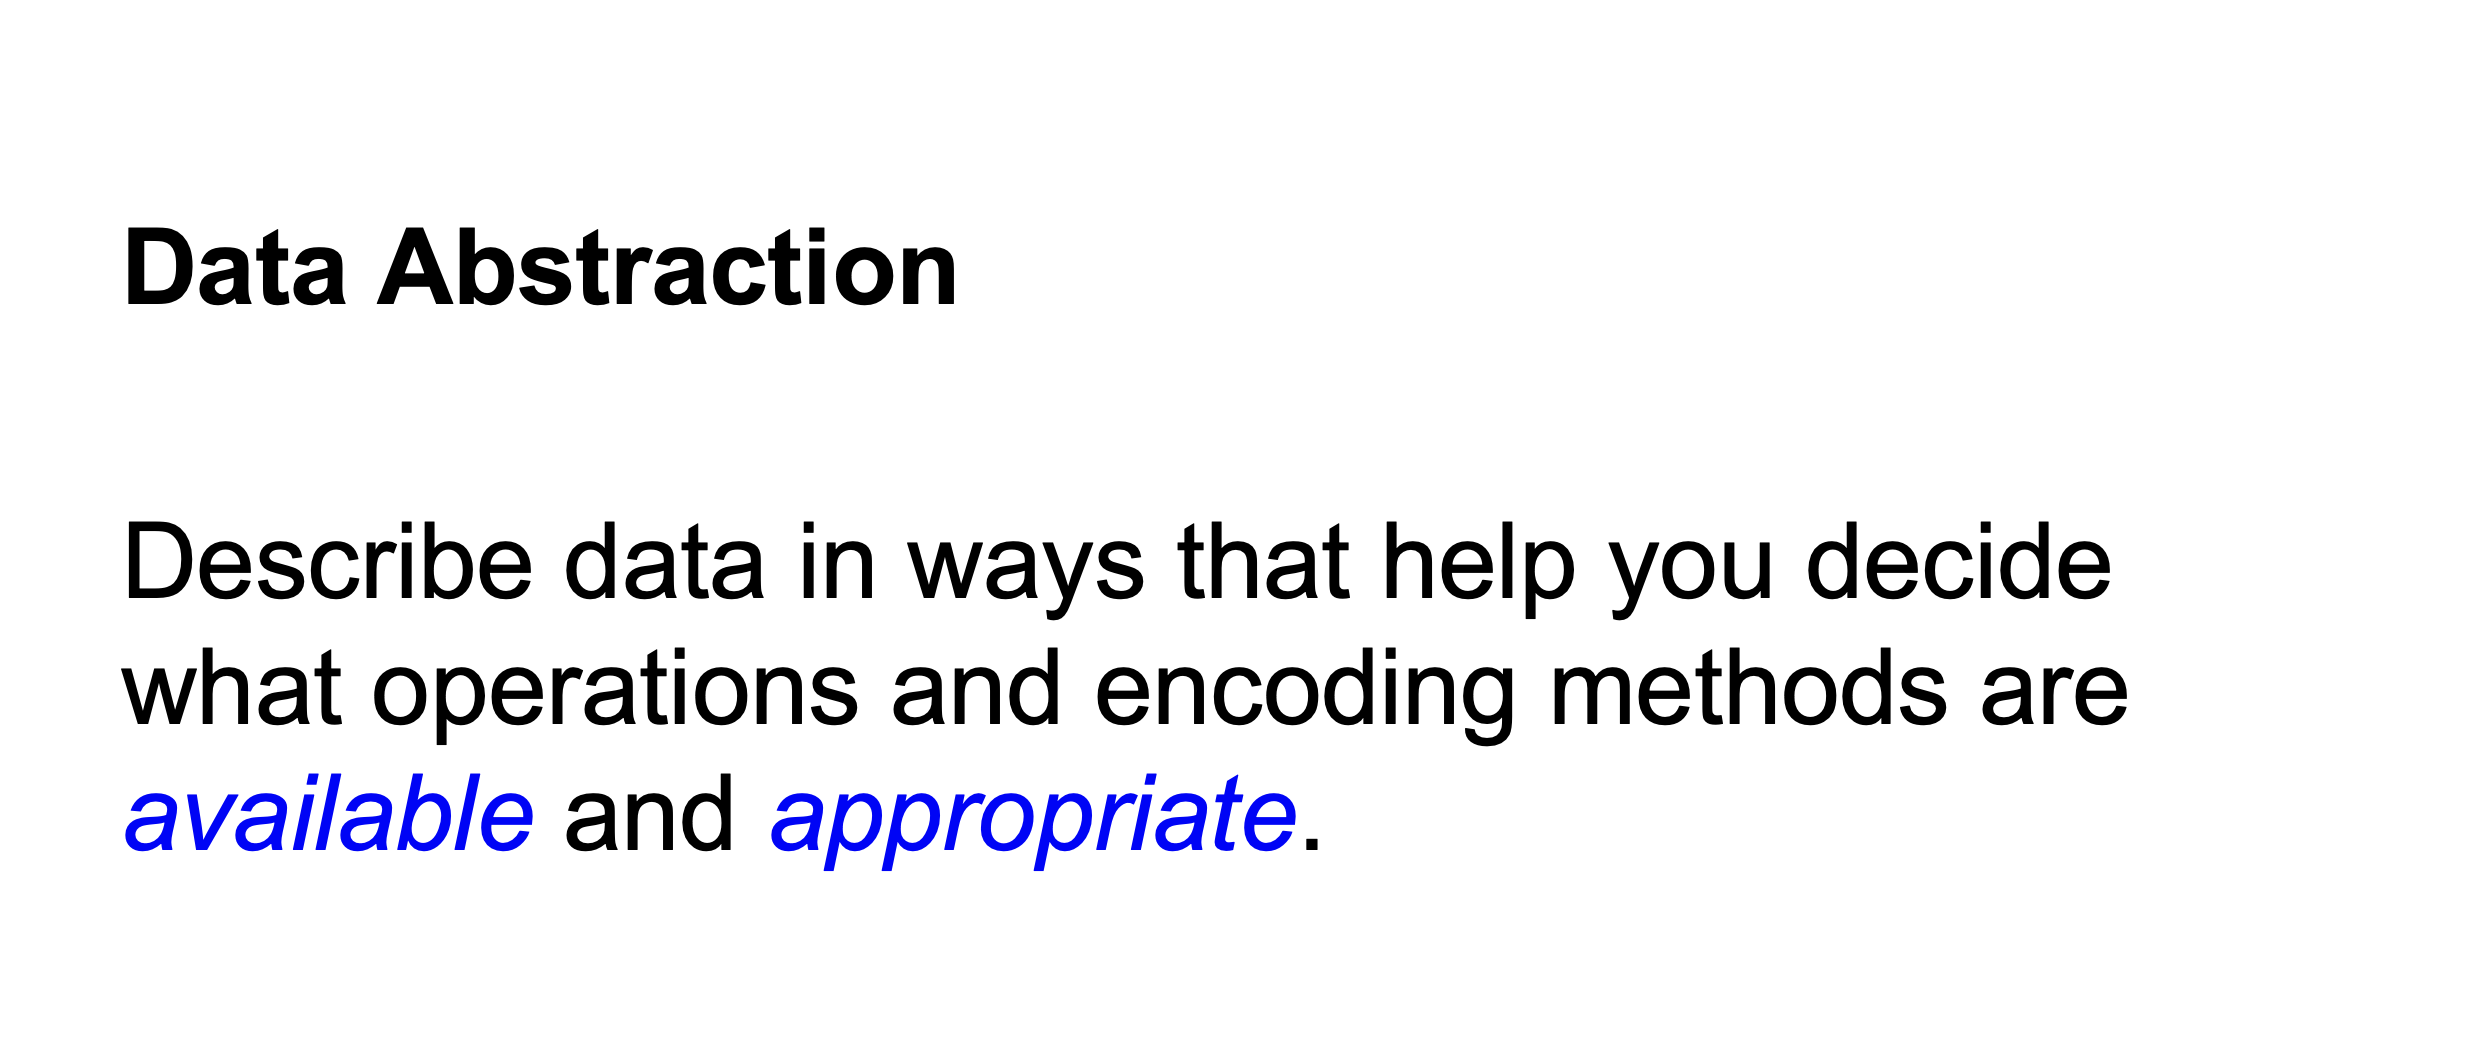 Data Abstraction
Describe data in ways that help you decide
what operations and encoding methods are
available and appropriate.